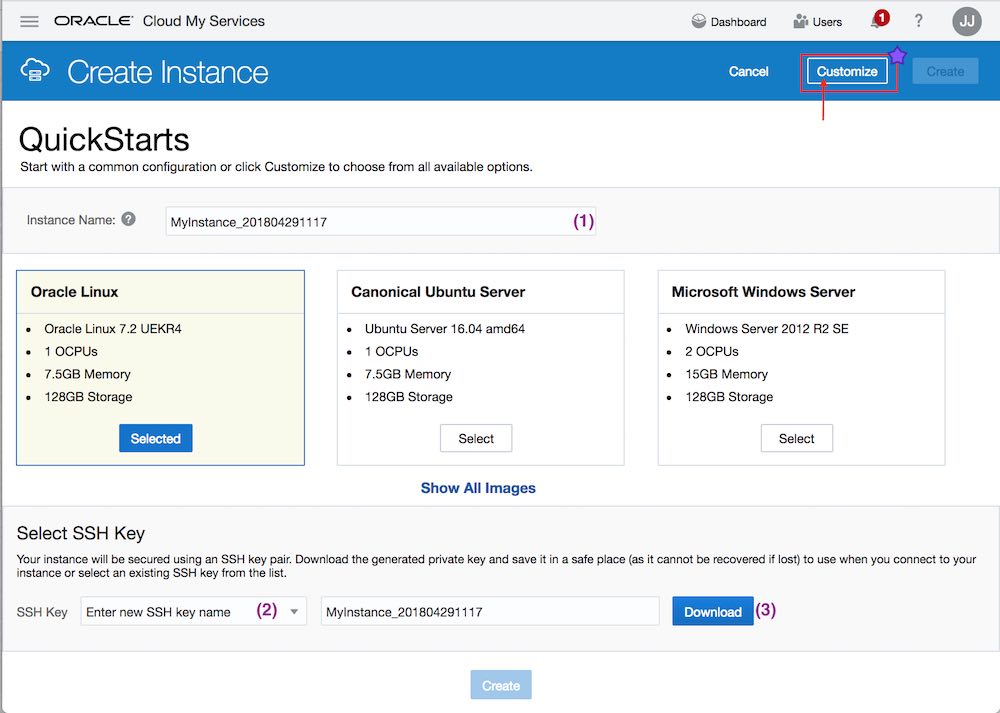 ORACLE Cloud My Services Dashboard Users 1 ? JJ
Create Instance Cancel Customize Create
QuickStarts
Start with a common configuration or click Customize to choose from all available options.
Instance Name: ? MyInstance_201804291117 (1)
Oracle Linux
• Oracle Linux 7.2 UEKR4
• 1 OCPUs
• 7.5GB Memory
• 128GB Storage
Selected
Canonical Ubuntu Server
• Ubuntu Server 16.04 amd64
• 1 OCPUs
• 7.5GB Memory
• 128GB Storage
Select
Microsoft Windows Server
• Windows Server 2012 R2 SE
• 2 OCPUs
• 15GB Memory
• 128GB Storage
Select
Show All Images
Select SSH Key
Your instance will be secured using an SSH key pair. Download the generated private key and save it in a safe place (as it cannot be recovered if lost) to use when you connect to your
instance or select an existing SSH key from the list.
SSH Key Enter new SSH key name (2) MyInstance_201804291117 Download (3)
Create